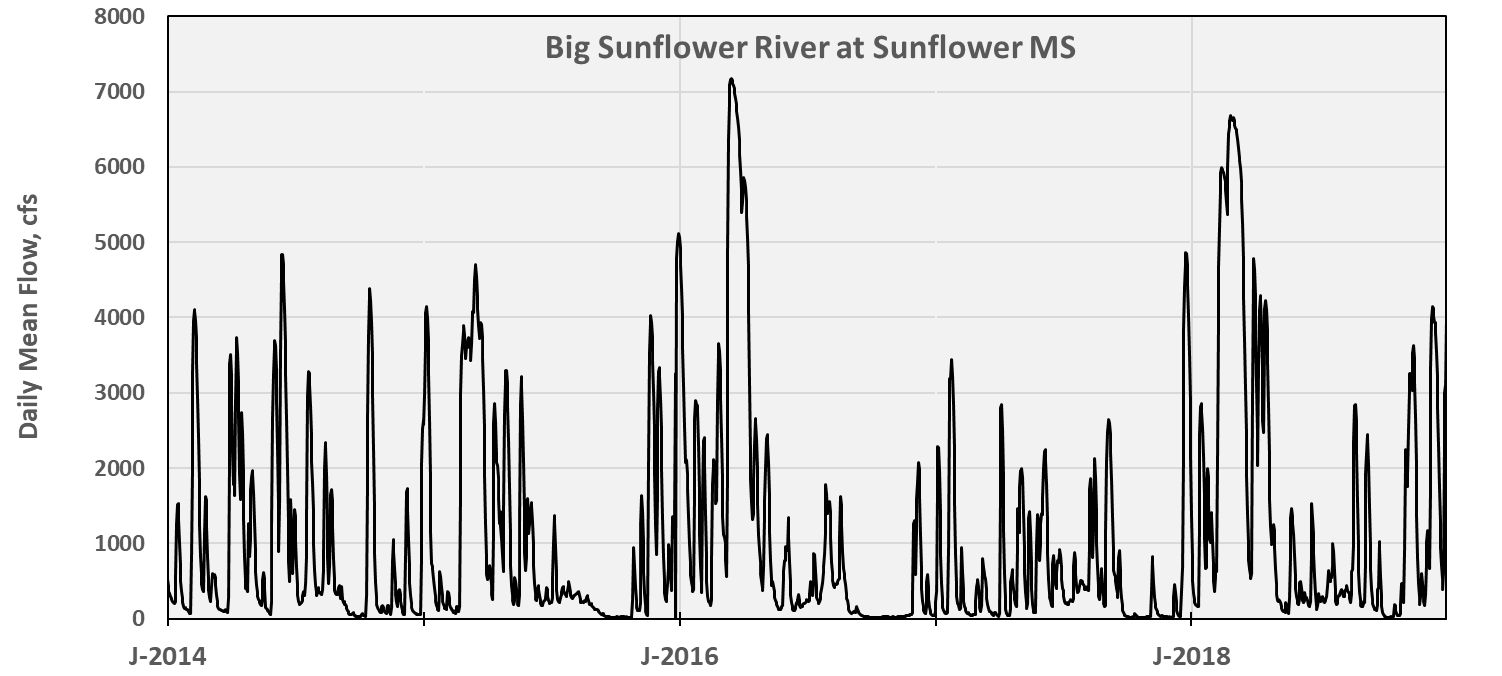 Big Sunflower River at Sunflower MS
Daily Mean Flow, cfs
8000
7000
6000
5000
4000
3000
2000
1000
0
J-2014
J-2016
J-2018